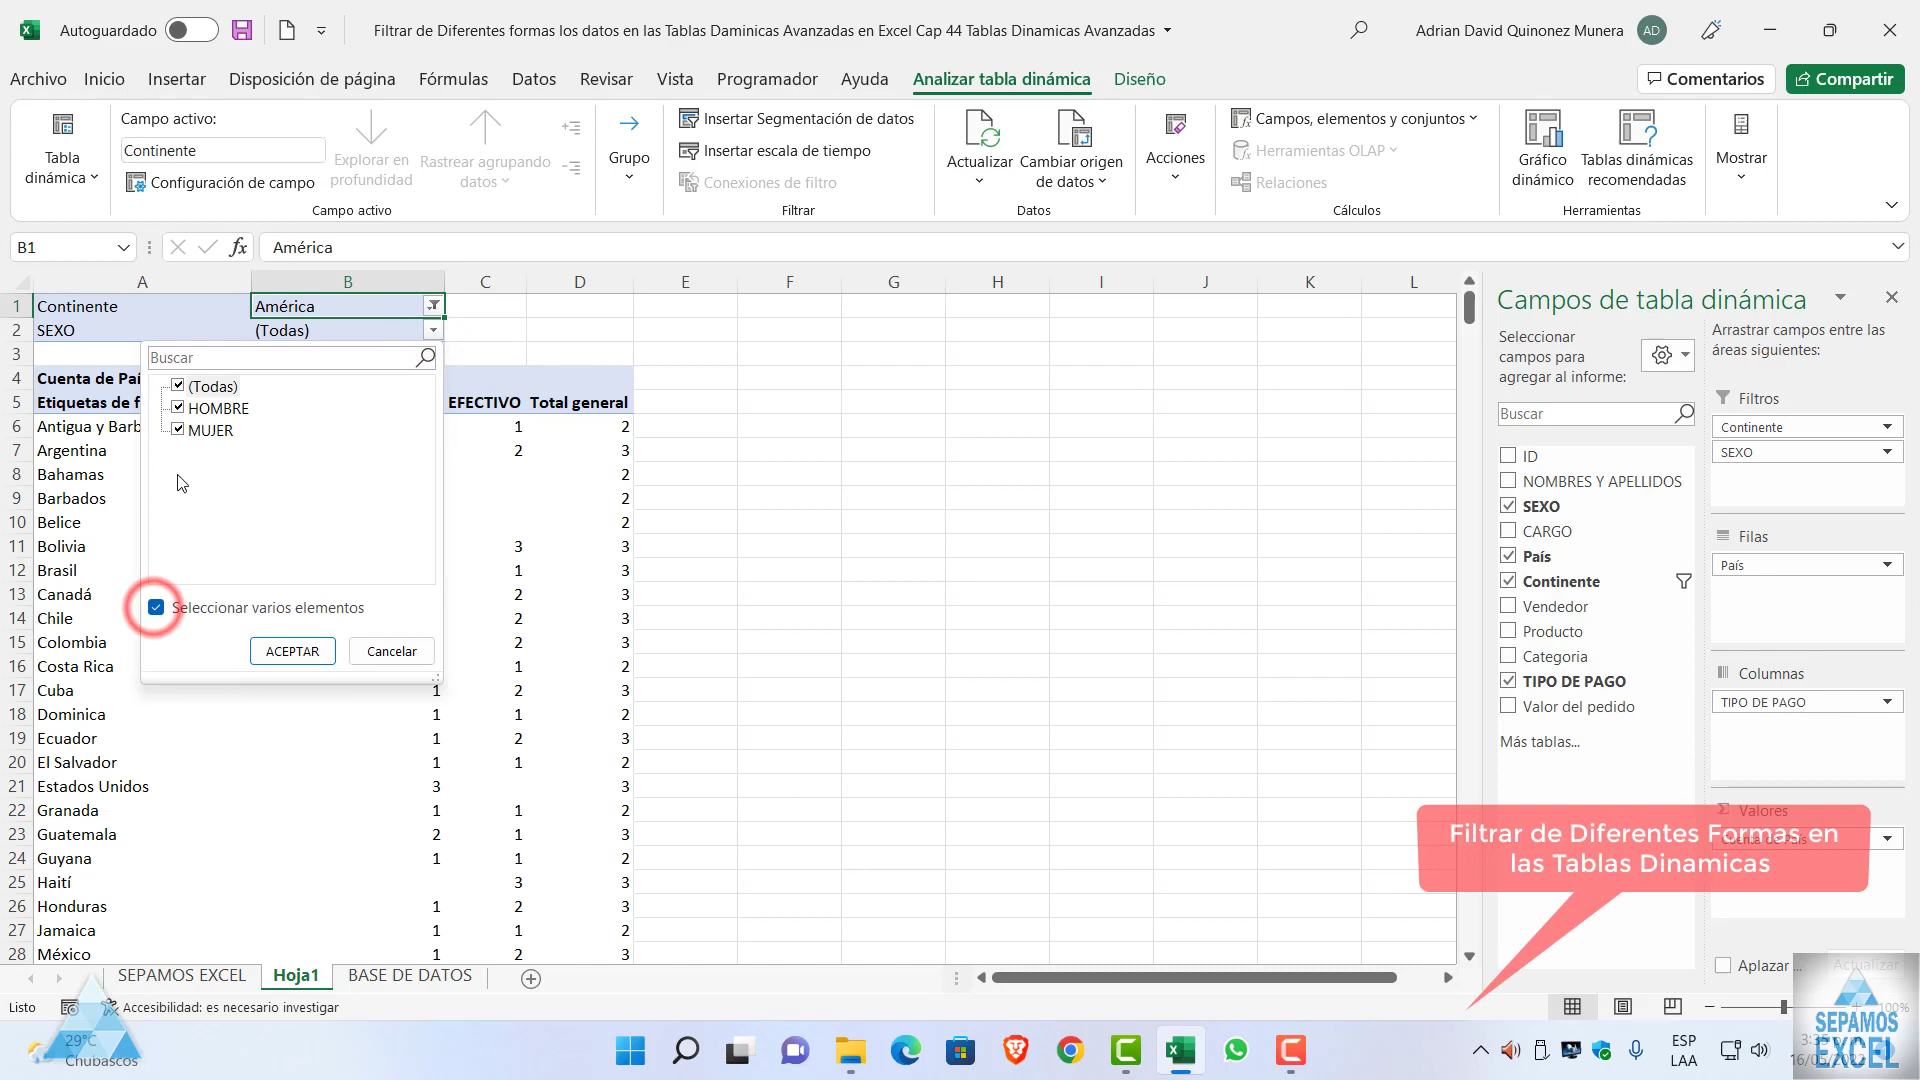 Autoguardado
Filtrar de Diferentes formas los datos en las Tablas Daminicas Avanzadas en Excel Cap 44 Tablas Dinamicas Avanzadas
Adrian David Quinonez Munera
AD
Archivo
Inicio
Insertar
Disposición de página
Fórmulas
Datos
Revisar
Vista
Programador
Ayuda
Analizar tabla dinámica
Diseño
Comentarios
Compartir
Tabla
dinámica
Campo activo:
Continente
Configuración de campo
Explorar en
profundidad
Rastrear agrupando
datos
Campo activo
Grupo
Insertar Segmentación de datos
Insertar escala de tiempo
Conexiones de filtro
Filtrar
Actualizar
Cambiar origen
de datos
Datos
Acciones
Campos, elementos y conjuntos
Herramientas OLAP
Relaciones
Cálculos
Gráfico
dinámico
Tablas dinámicas
recomendadas
Herramientas
Mostrar
B1
fx
América
A B C D E F G H I J K L
1 Continente América
2 SEXO (Todas)
3
4 Cuenta de Paí
5 Etiquetas de f EFECTIVO Total general
6 Antigua y Barb 1 2
7 Argentina 2 3
8 Bahamas 2
9 Barbados 2
10 Belice 2
11 Bolivia 3 3
12 Brasil 1 3
13 Canadá 2 3
14 Chile 2 3
15 Colombia 2 3
16 Costa Rica 1 2
17 Cuba 1 2 3
18 Dominica 1 1 2
19 Ecuador 1 2 3
20 El Salvador 1 1 2
21 Estados Unidos 3 3
22 Granada 1 1 2
23 Guatemala 2 1 3
24 Guyana 1 1 2
25 Haití 3 3
26 Honduras 1 2 3
27 Jamaica 1 1 2
28 México 1 2 3
Buscar
(Todas)
HOMBRE
MUJER
Seleccionar varios elementos
ACEPTAR
Cancelar
Campos de tabla dinámica
Seleccionar
campos para
agregar al informe:
Buscar
ID
NOMBRES Y APELLIDOS
SEXO
CARGO
País
Continente
Vendedor
Producto
Categoria
TIPO DE PAGO
Valor del pedido
Más tablas...
Arrastrar campos entre las
áreas siguientes:
Filtros
Continente
SEXO
Filas
País
Columnas
TIPO DE PAGO
Σ Valores
Cuenta de País
Filtrar de Diferentes Formas en
las Tablas Dinamicas
Aplazar ...
Actualizar
SEPAMOS EXCEL
Hoja1
BASE DE DATOS
Listo
Accesibilidad: es necesario investigar
100%
29°C
Chubascos
ESP
LAA
3:35 p. m.
16/05/2022
SEPAMOS
EXCEL